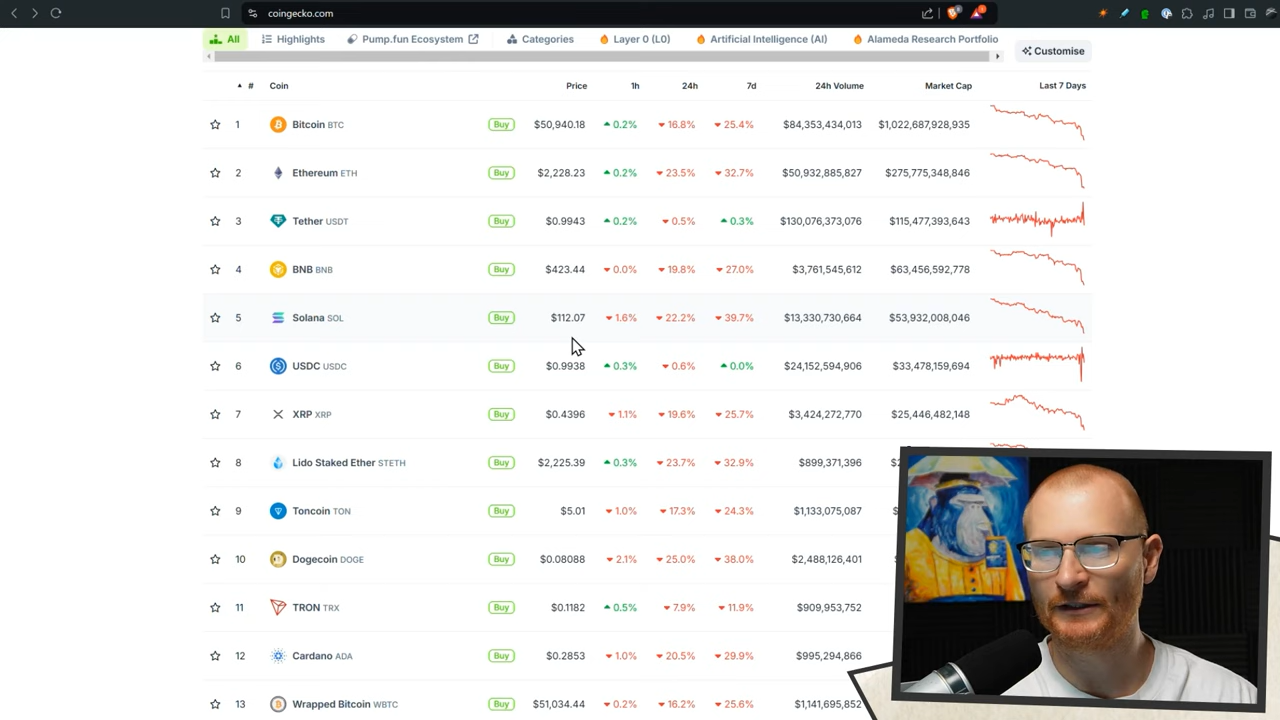 coingecko.com
All Highlights Pump.fun Ecosystem Categories Layer 0 (L0) Artificial Intelligence (AI) Alameda Research Portfolio
Customise
# Coin Price 1h 24h 7d 24h Volume Market Cap Last 7 Days
1 Bitcoin BTC Buy $50,940.18 0.2% 16.8% 25.4% $84,353,434,013 $1,022,687,928,935
2 Ethereum ETH Buy $2,228.23 0.2% 23.5% 32.7% $50,932,885,827 $275,775,348,846
3 Tether USDT Buy $0.9943 0.2% 0.5% 0.3% $130,076,373,076 $115,477,393,643
4 BNB BNB Buy $423.44 0.0% 19.8% 27.0% $3,761,545,612 $63,456,592,778
5 Solana SOL Buy $112.07 1.6% 22.2% 39.7% $13,330,730,664 $53,932,008,046
6 USDC USDC Buy $0.9938 0.3% 0.6% 0.0% $24,152,594,906 $33,478,159,694
7 XRP XRP Buy $0.4396 1.1% 19.6% 25.7% $3,424,272,770 $25,446,482,148
8 Lido Staked Ether STETH Buy $2,225.39 0.3% 23.7% 32.9% $899,371,396
9 Toncoin TON Buy $5.01 1.0% 17.3% 24.3% $1,133,075,087
10 Dogecoin DOGE Buy $0.08088 2.1% 25.0% 38.0% $2,488,126,401
11 TRON TRX Buy $0.1182 0.5% 7.9% 11.9% $909,953,752
12 Cardano ADA Buy $0.2853 1.0% 20.5% 29.9% $995,294,866
13 Wrapped Bitcoin WBTC Buy $51,034.44 0.2% 16.2% 25.6% $1,141,695,852